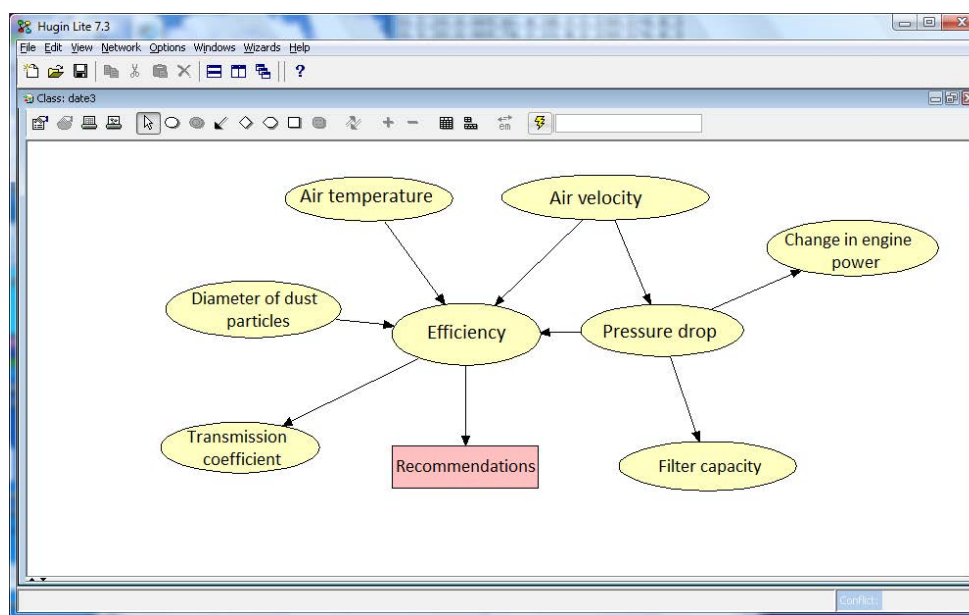 Hugin Lite 7.3
File Edit View Network Options Windows Wizards Help
?
Class: date3
em
Air temperature
Air velocity
Change in engine
power
Diameter of dust
particles
Efficiency
Pressure drop
Transmission
coefficient
Recommendations
Filter capacity
Conflict: